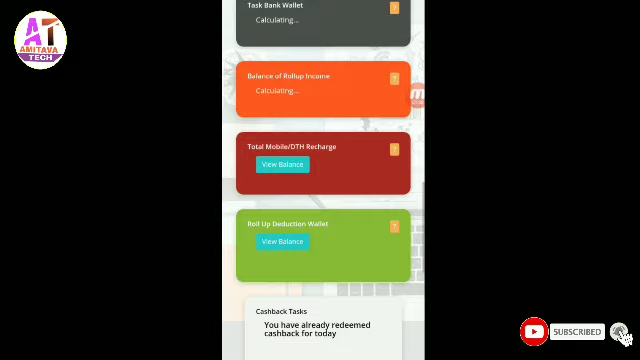 Task Bank Wallet
?
Calculating...
AT
AMITAVA
TECH
Balance of Rollup Income
?
Calculating...
Total Mobile/DTH Recharge
?
View Balance
Roll Up Deduction Wallet
?
View Balance
Cashback Tasks
You have already redeemed
cashback for today
SUBSCRIBED